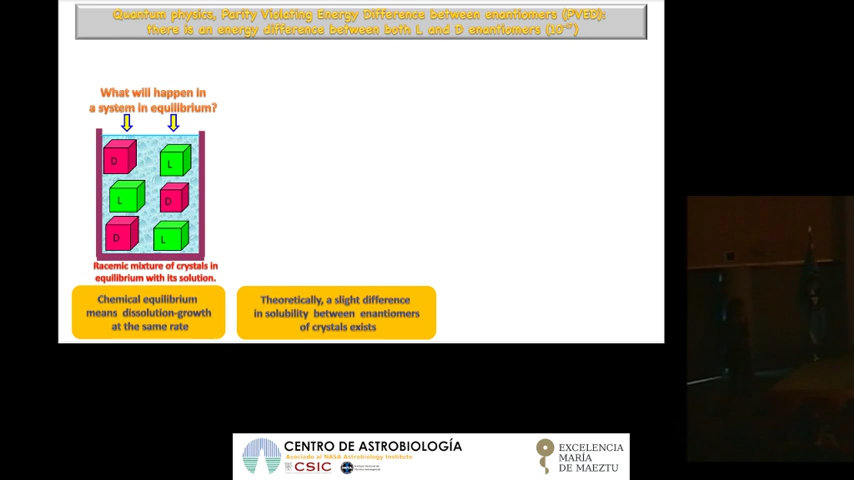 Quantum physics, Parity Violating Energy Difference between enantiomers (PVED):
there is an energy difference between both L and D enantiomers
What will happen in
a system in equilibrium?
D
L
L
D
D
L
Racemic mixture of crystals in
equilibrium with its solution.
Chemical equilibrium
means dissolution-growth
at the same rate
Theoretically, a slight difference
in solubility between enantiomers
of crystals exists
CENTRO DE ASTROBIOLOGÍA
Asociado al NASA Astrobiology Institute
CSIC
EXCELENCIA
MARÍA
DE MAEZTU